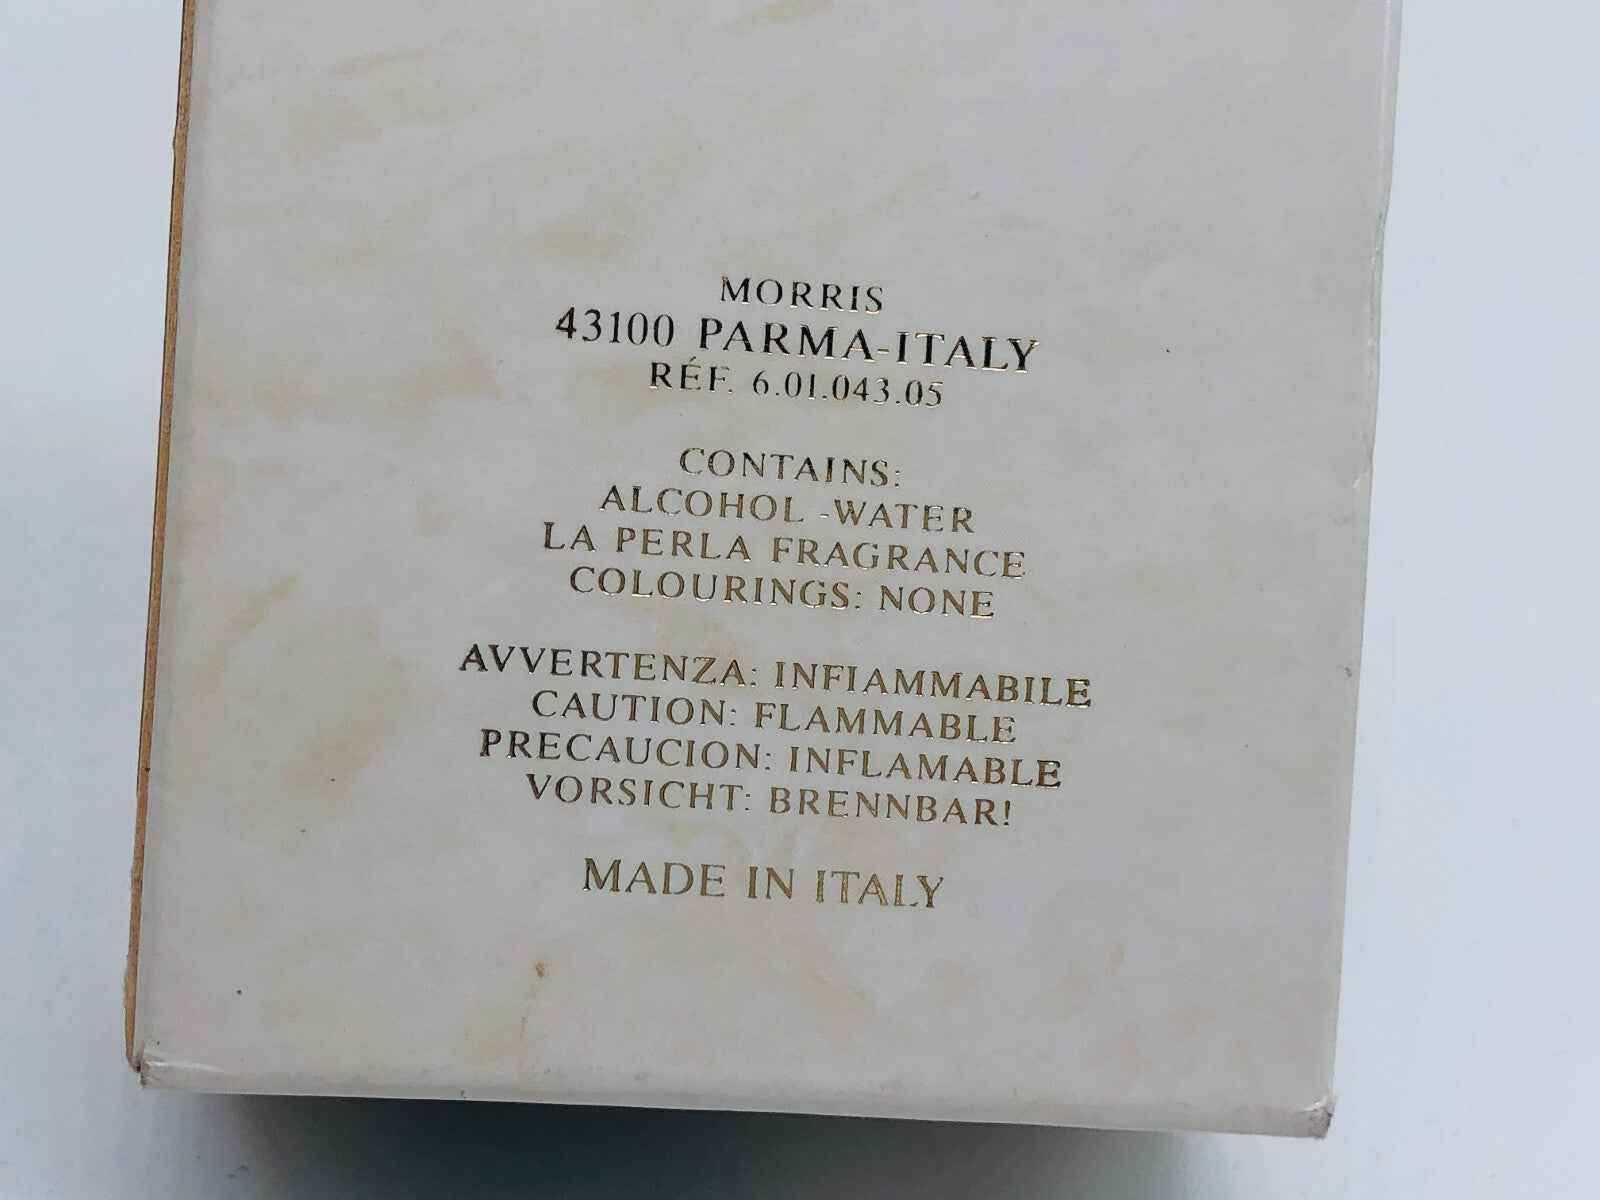 MORRIS
43100 PARMA-ITALY
RÉF. 6.01.043.05
CONTAINS:
ALCOHOL -WATER
LA PERLA FRAGRANCE
COLOURINGS: NONE
AVVERTENZA: INFIAMMABILE
CAUTION: FLAMMABLE
PRECAUCION: INFLAMABLE
VORSICHT: BRENNBAR!
MADE IN ITALY